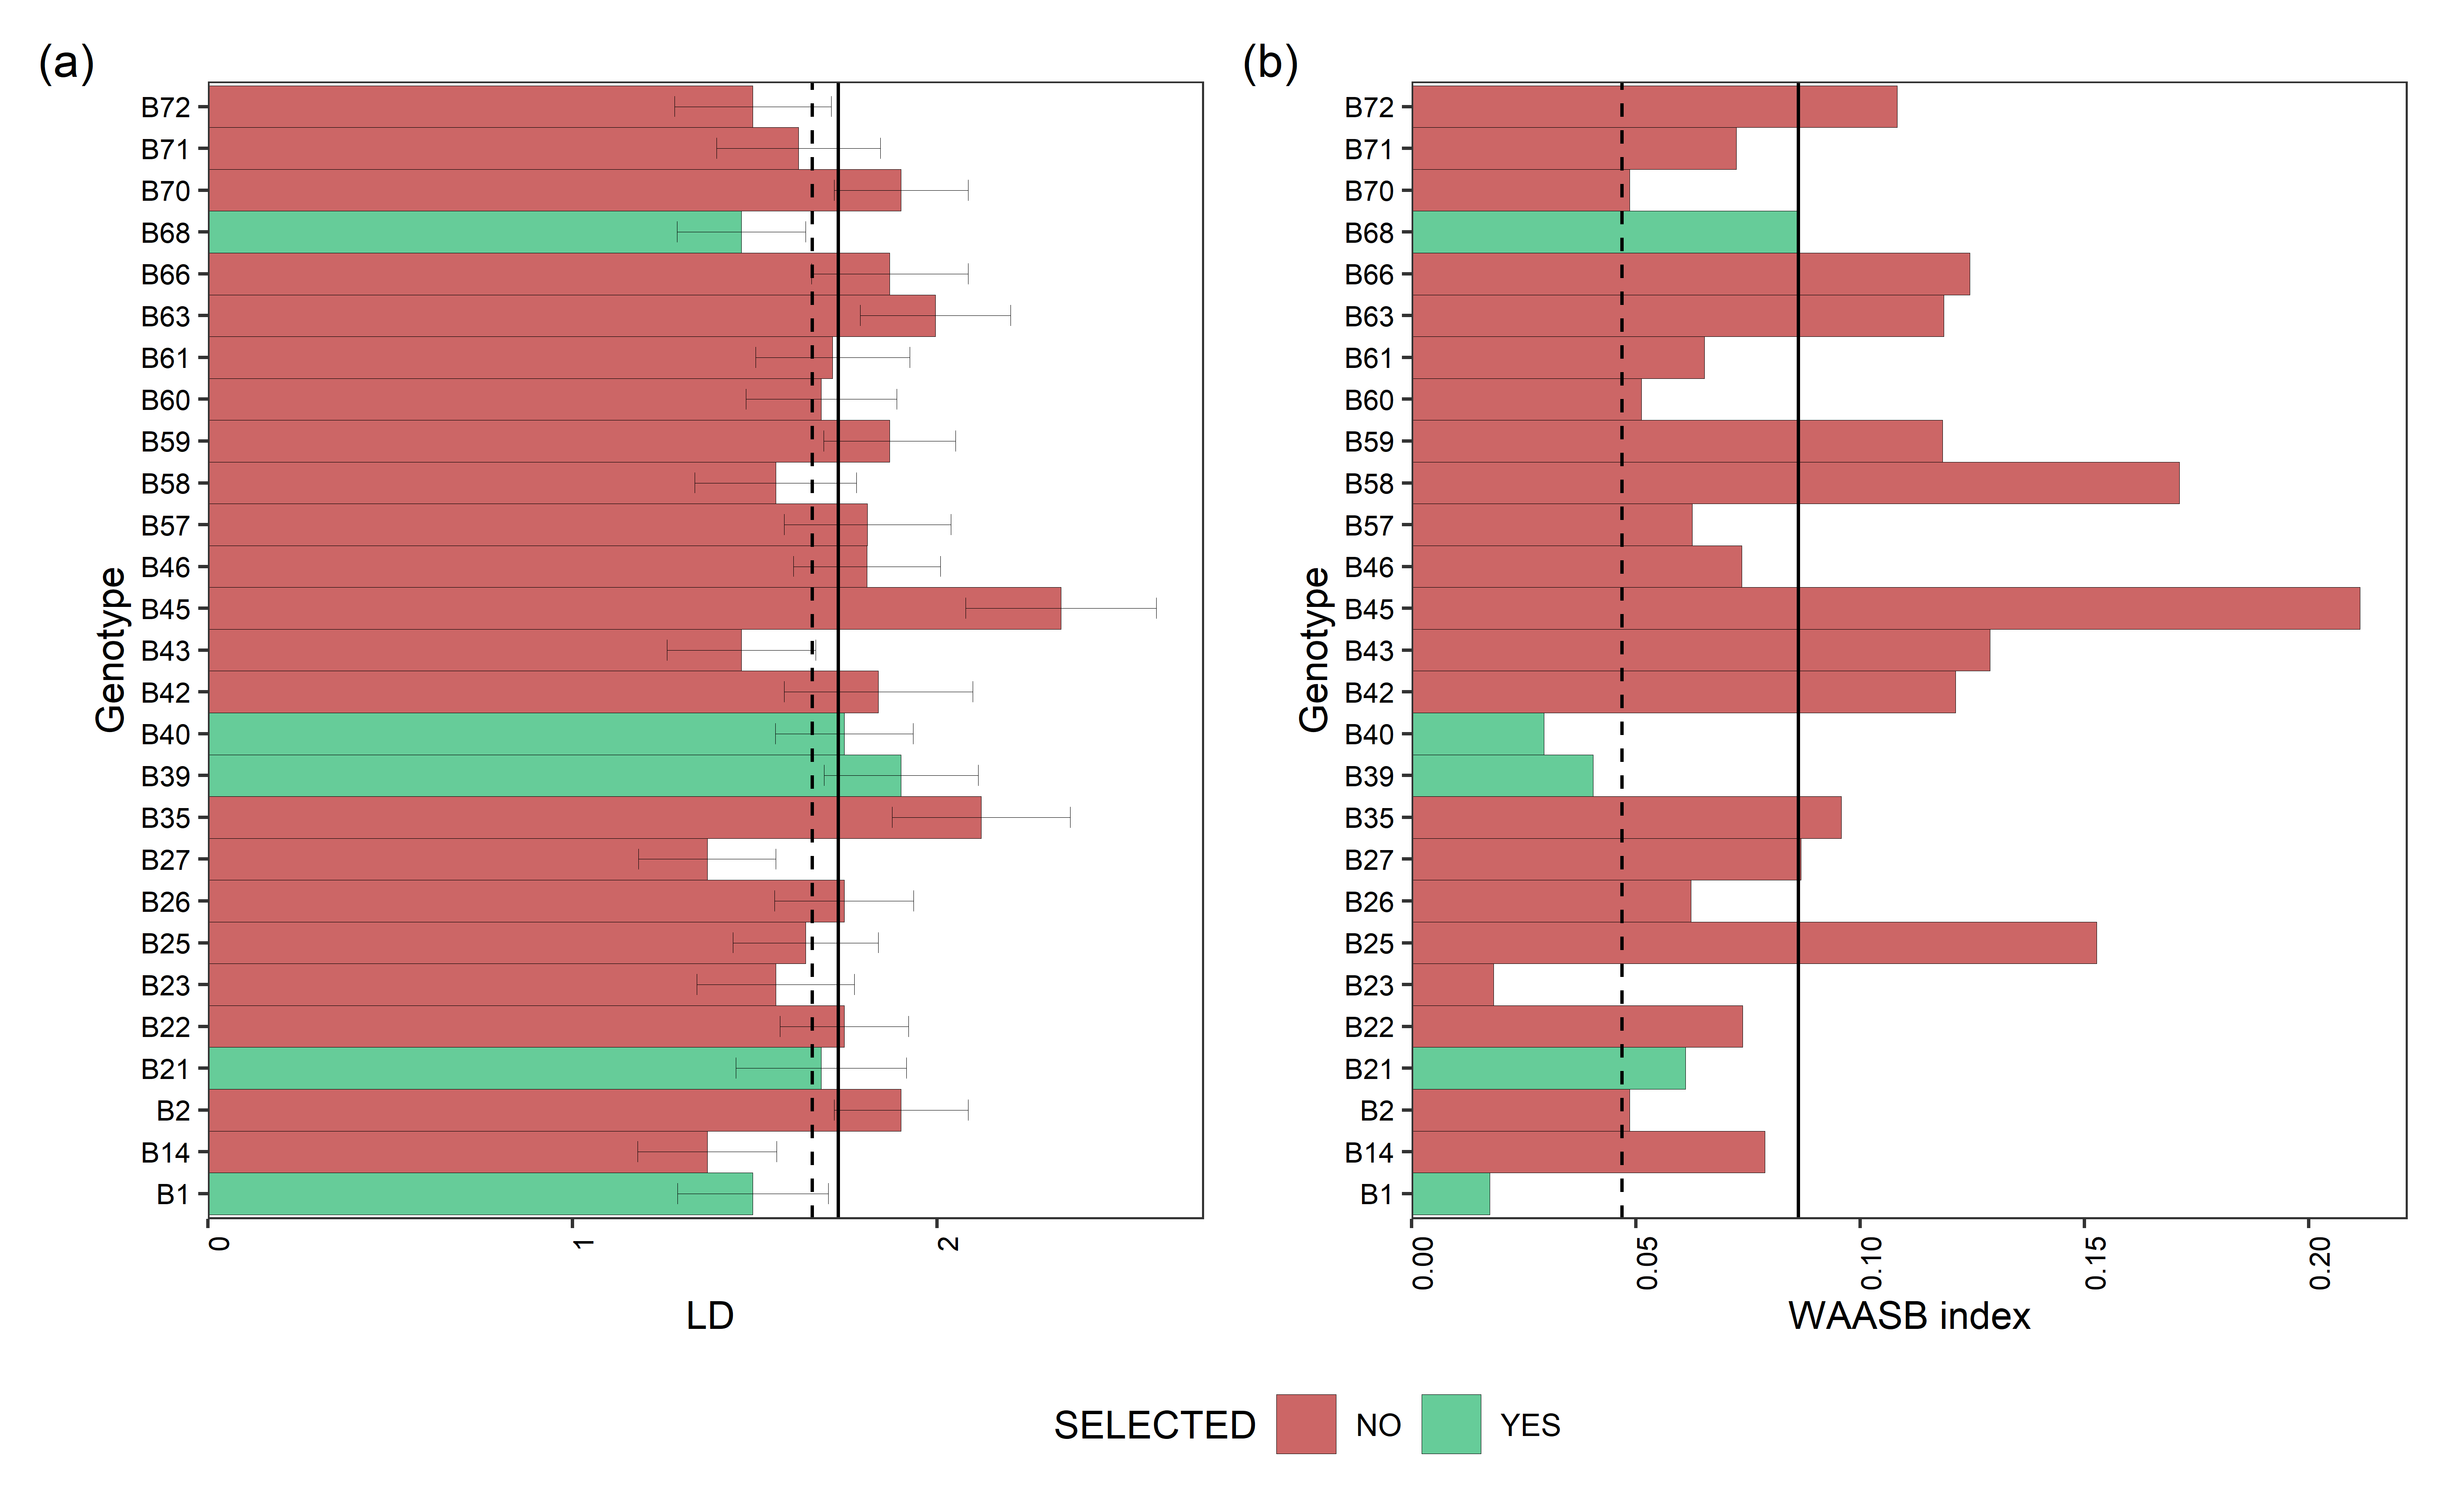 (a)
B72
B71
B70
B68
B66
B63
B61
B60
B59
B58
B57
B46
B45
B43
B42
B40
B39
B35
B27
B26
B25
B23
B22
B21
B2
B14
B1
Genotype
0
1
2
LD
(b)
B72
B71
B70
B68
B66
B63
B61
B60
B59
B58
B57
B46
B45
B43
B42
B40
B39
B35
B27
B26
B25
B23
B22
B21
B2
B14
B1
Genotype
0.00
0.05
0.10
0.15
0.20
WAASB index
SELECTED NO YES